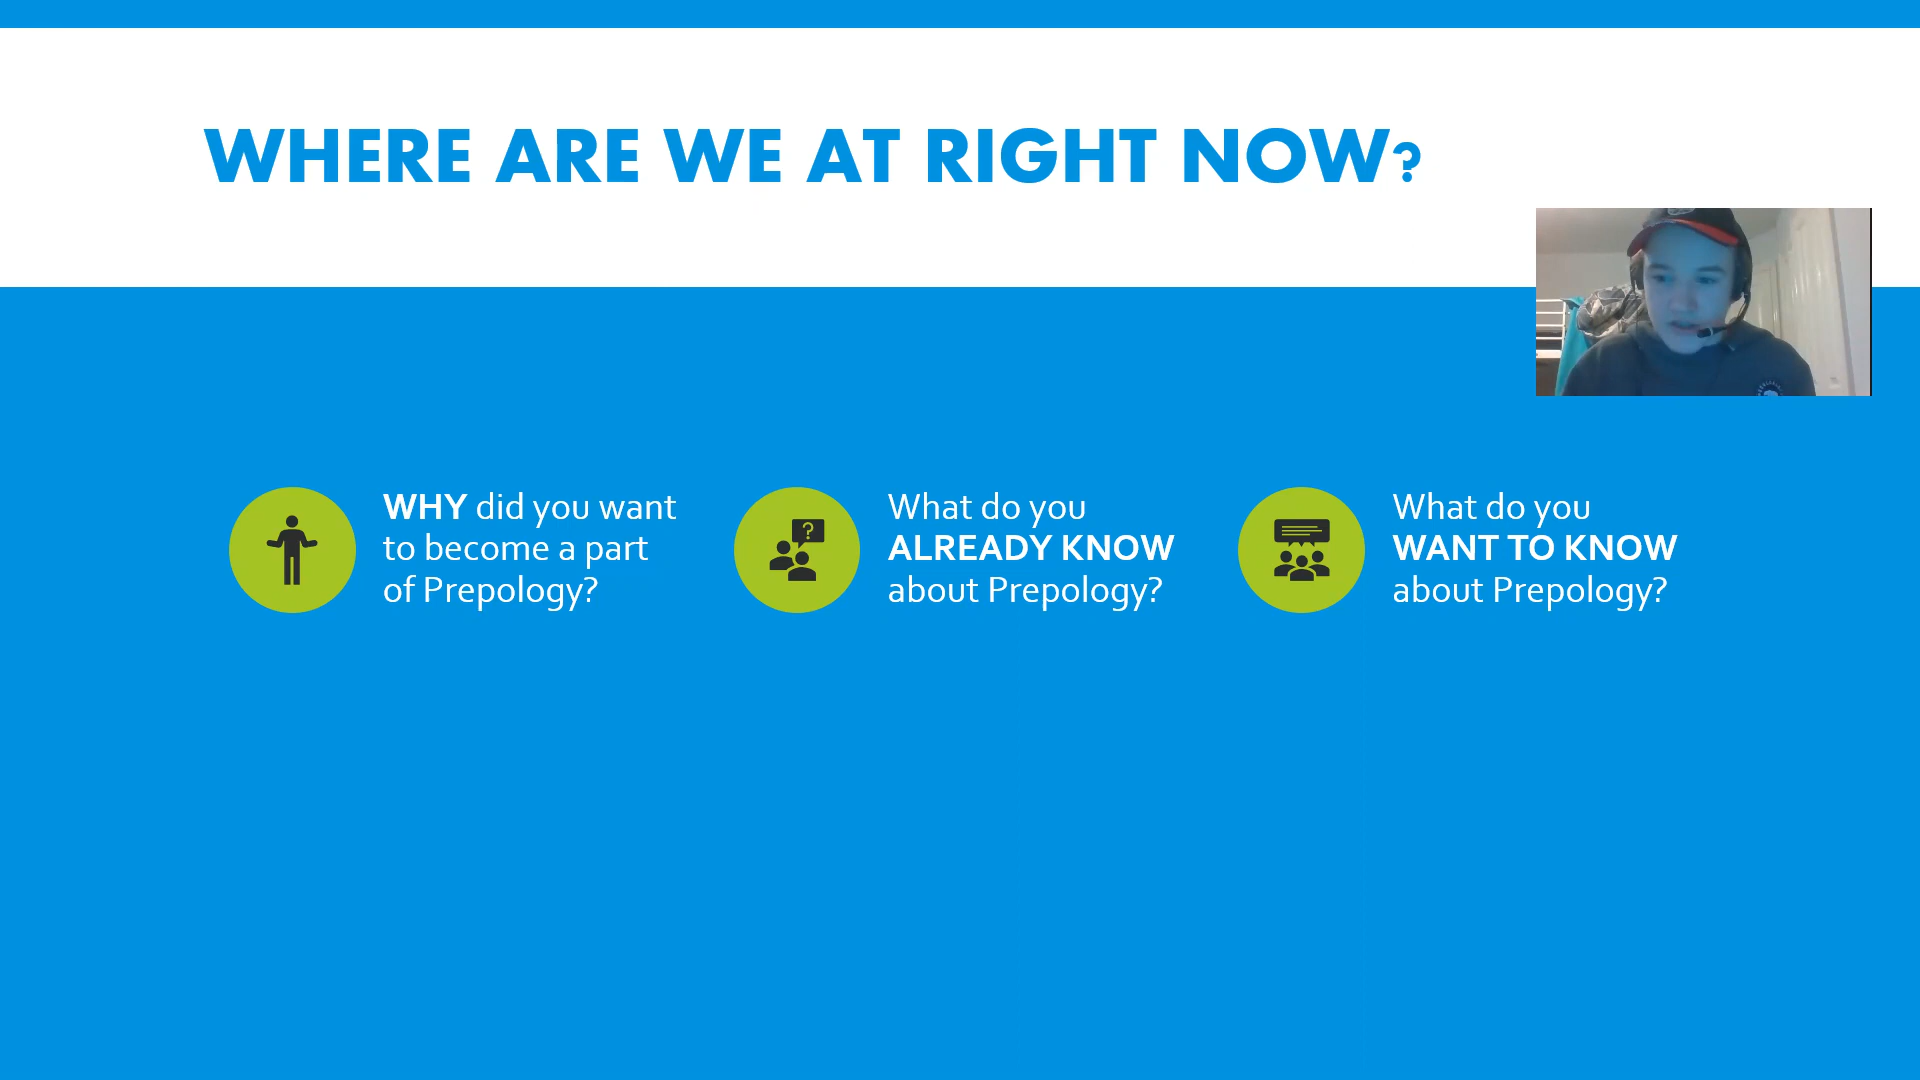 WHERE ARE WE AT RIGHT NOW?
WHY did you want
to become a part
of Prepology?
?
What do you
ALREADY KNOW
about Prepology?
What do you
WANT TO KNOW
about Prepology?